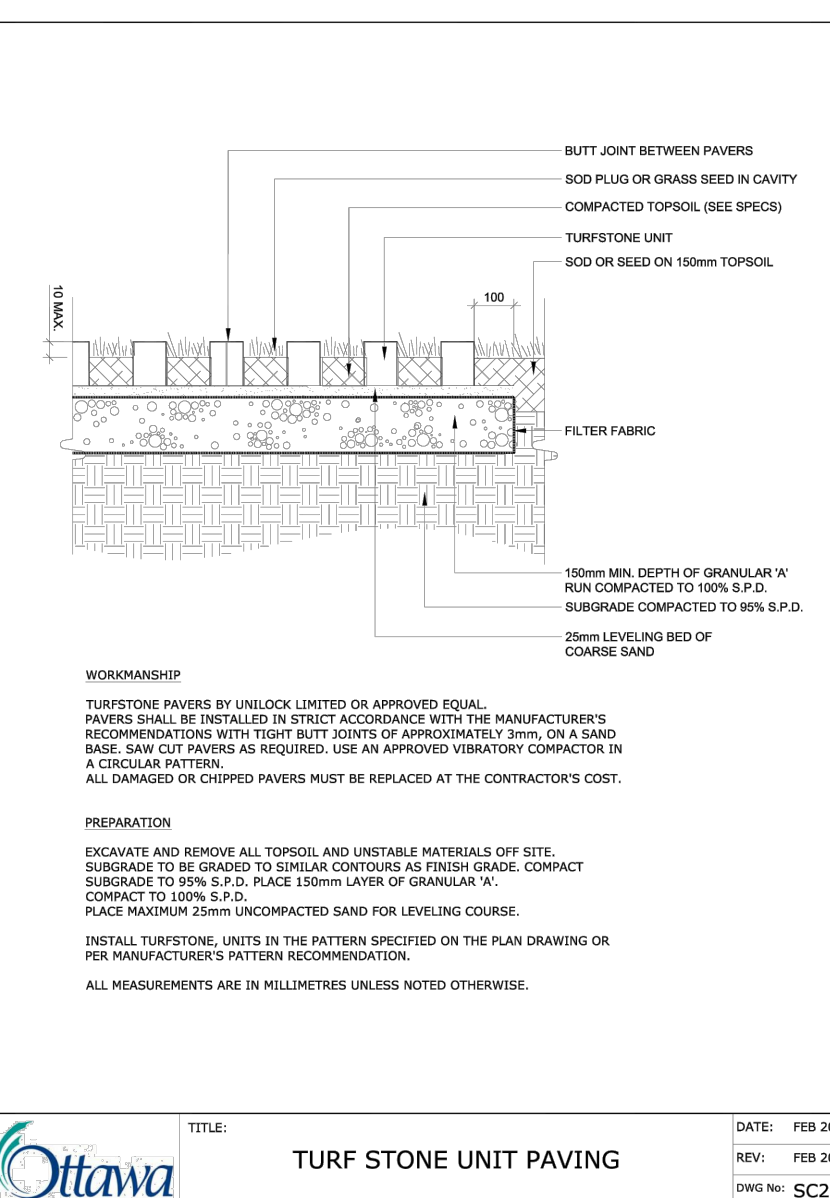 BUTT JOINT BETWEEN PAVERS
SOD PLUG OR GRASS SEED IN CAVITY
COMPACTED TOPSOIL (SEE SPECS)
TURFSTONE UNIT
SOD OR SEED ON 150mm TOPSOIL
10 MAX.
100
FILTER FABRIC
150mm MIN. DEPTH OF GRANULAR 'A'
RUN COMPACTED TO 100% S.P.D.
SUBGRADE COMPACTED TO 95% S.P.D.
25mm LEVELING BED OF
COARSE SAND
WORKMANSHIP
TURFSTONE PAVERS BY UNILOCK LIMITED OR APPROVED EQUAL.
PAVERS SHALL BE INSTALLED IN STRICT ACCORDANCE WITH THE MANUFACTURER'S
RECOMMENDATIONS WITH TIGHT BUTT JOINTS OF APPROXIMATELY 3mm, ON A SAND
BASE. SAW CUT PAVERS AS REQUIRED. USE AN APPROVED VIBRATORY COMPACTOR IN
A CIRCULAR PATTERN.
ALL DAMAGED OR CHIPPED PAVERS MUST BE REPLACED AT THE CONTRACTOR'S COST.
PREPARATION
EXCAVATE AND REMOVE ALL TOPSOIL AND UNSTABLE MATERIALS OFF SITE.
SUBGRADE TO BE GRADED TO SIMILAR CONTOURS AS FINISH GRADE. COMPACT
SUBGRADE TO 95% S.P.D. PLACE 150mm LAYER OF GRANULAR 'A'.
COMPACT TO 100% S.P.D.
PLACE MAXIMUM 25mm UNCOMPACTED SAND FOR LEVELING COURSE.
INSTALL TURFSTONE, UNITS IN THE PATTERN SPECIFIED ON THE PLAN DRAWING OR
PER MANUFACTURER'S PATTERN RECOMMENDATION.
ALL MEASUREMENTS ARE IN MILLIMETRES UNLESS NOTED OTHERWISE.
Ottawa
TITLE:
TURF STONE UNIT PAVING
DATE: FEB
REV: FEB
DWG No: